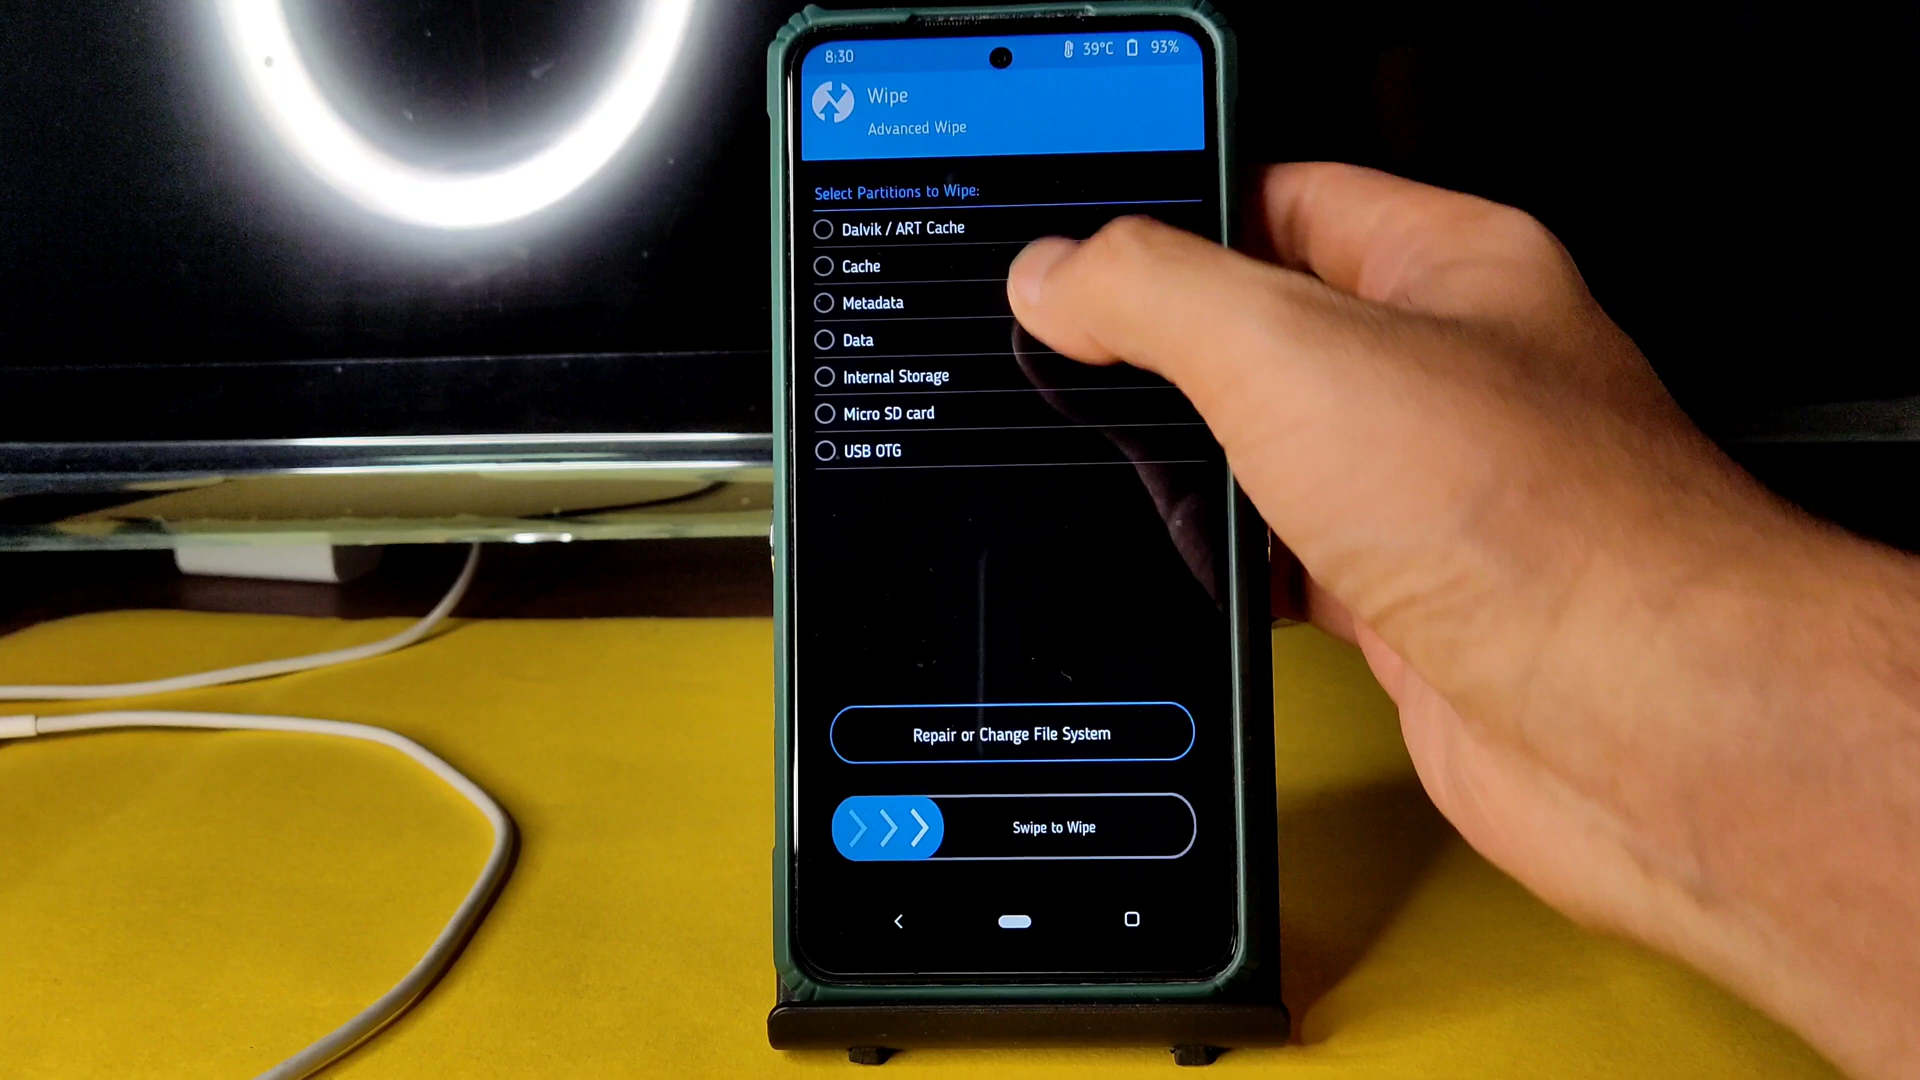 8:30 39°C 93%
Wipe
Advanced Wipe
Select Partitions to Wipe:
Dalvik / ART Cache
Cache
Metadata
Data
Internal Storage
Micro SD card
USB OTG
Repair or Change File System
Swipe to Wipe